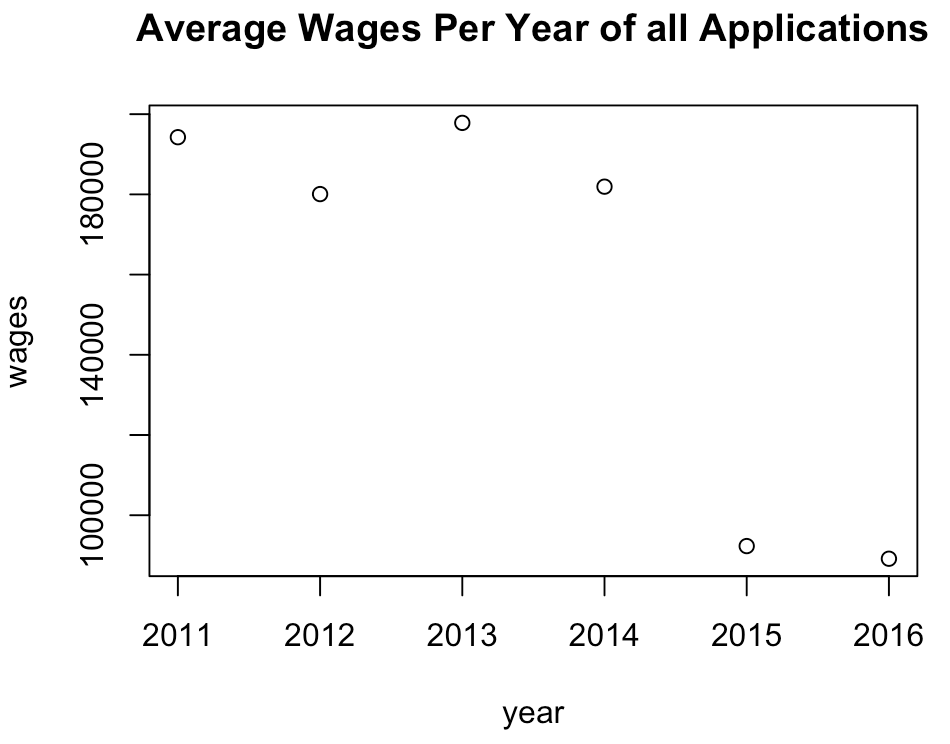 Average Wages Per Year of all Applications
wages
180000
140000
100000
2011 2012 2013 2014 2015 2016
year